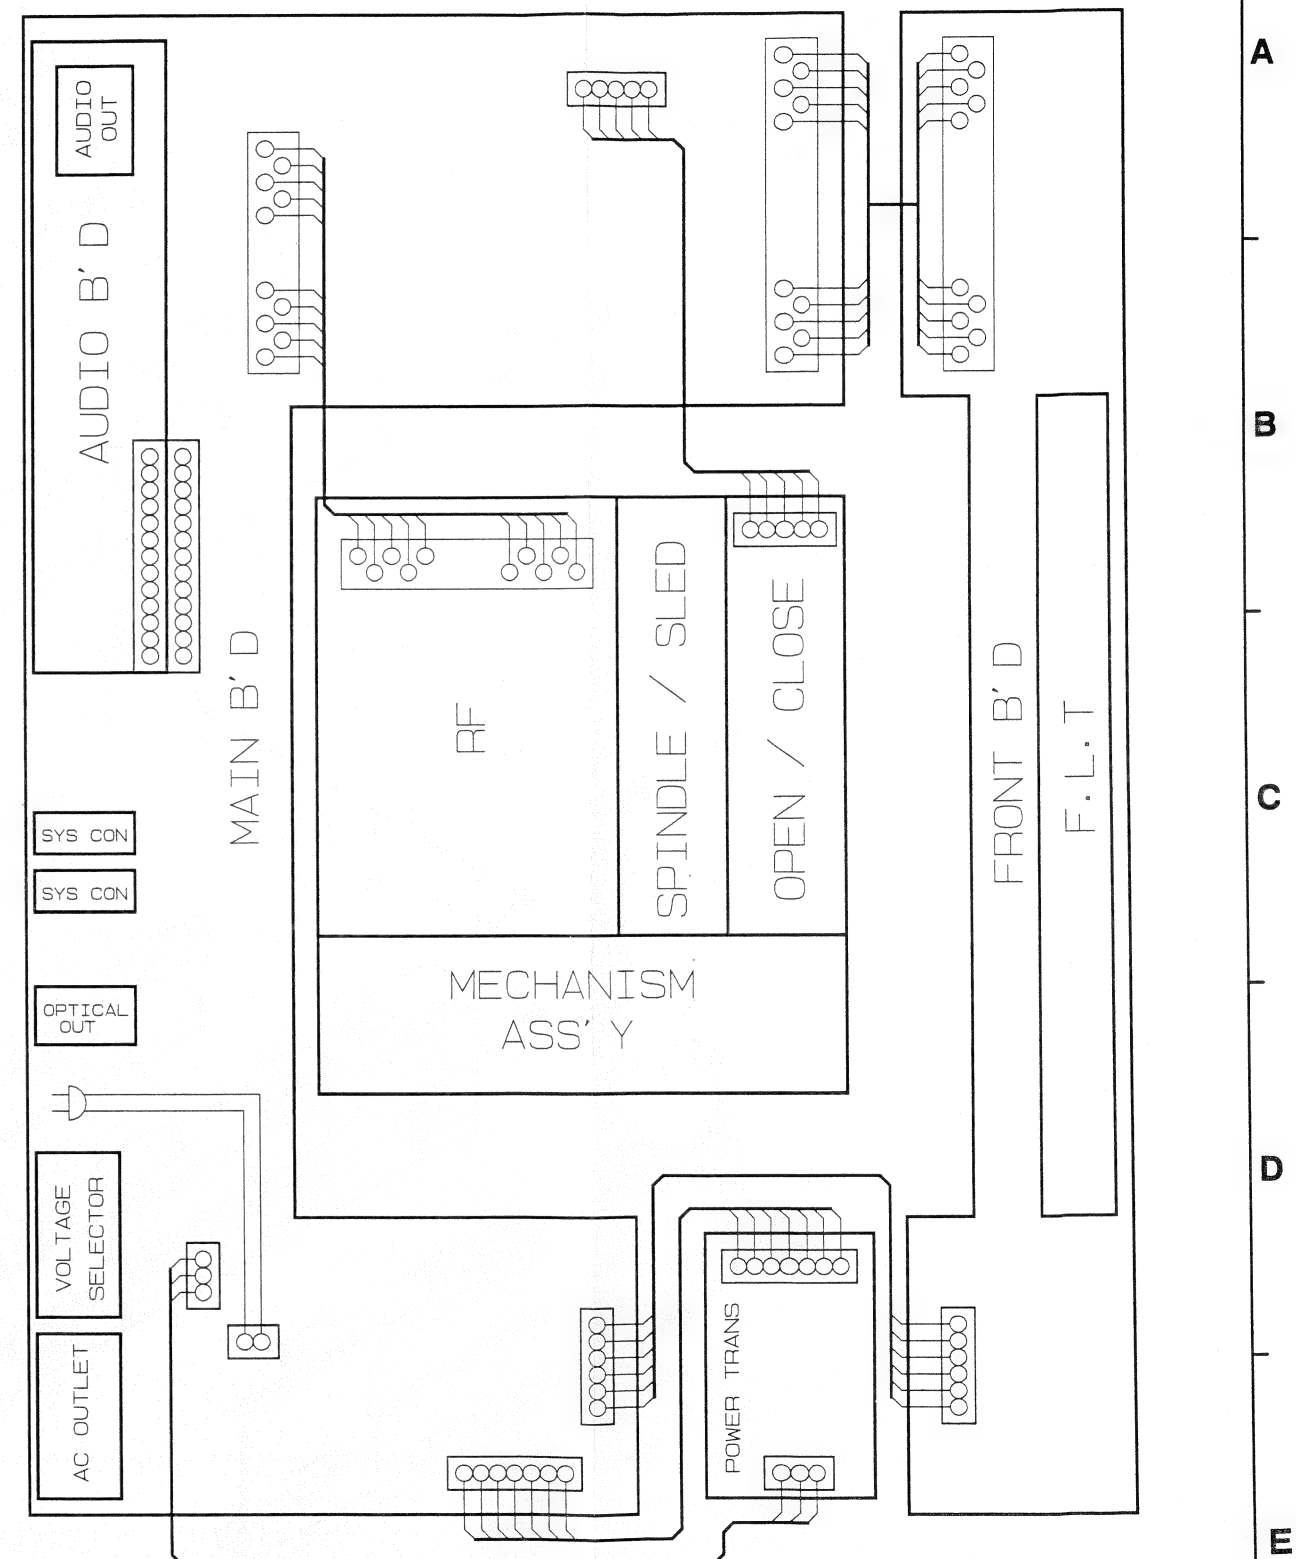 A
AUDIO
OUT
AUDIO B' D
B
MAIN B' D
RF
SPINDLE / SLED
OPEN / CLOSE
FRONT B' D
F.L.T
C
SYS CON
SYS CON
MECHANISM
ASS' Y
OPTICAL
OUT
D
VOLTAGE
SELECTOR
POWER TRANS
AC OUTLET
E